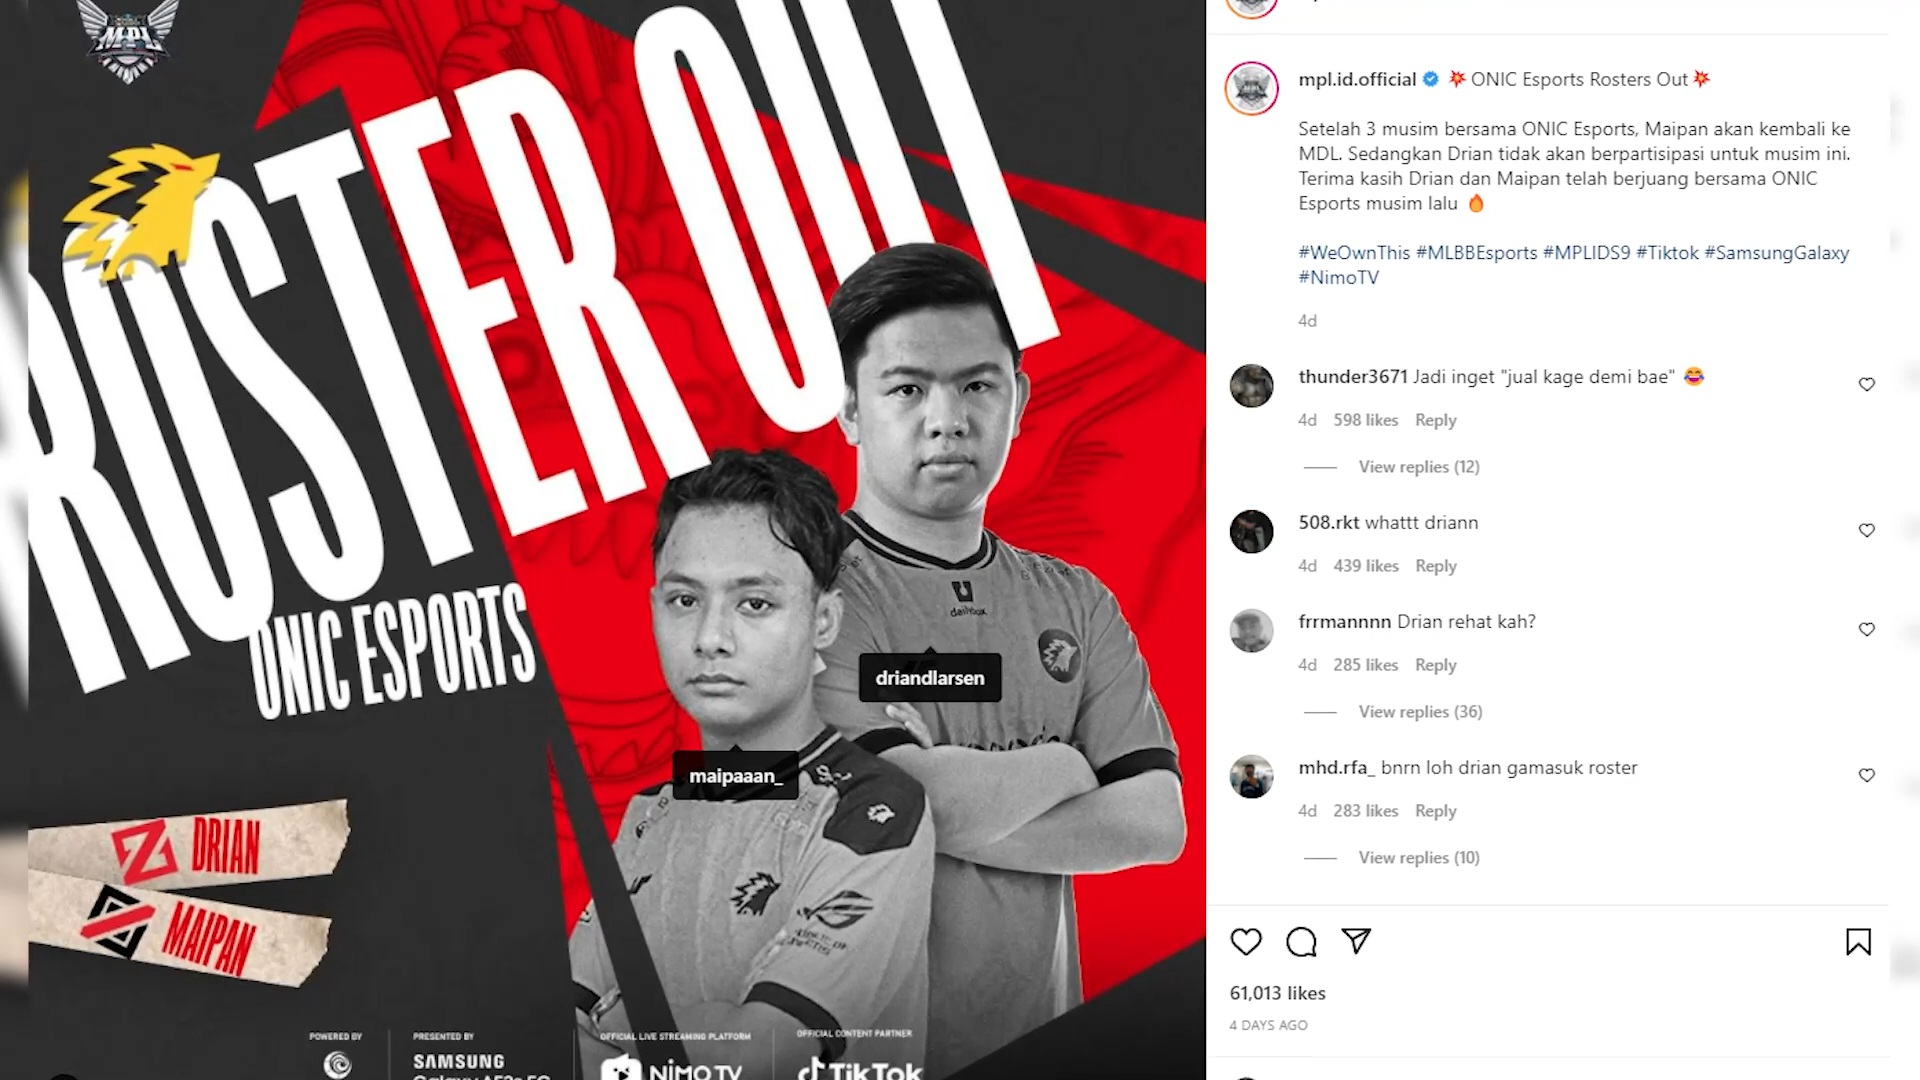 MPL
ROSTER OUT
ONIC ESPORTS
dailybox
driandlarsen
maipaaan_
DRIAN
MAIPAN
POWERED BY
PRESENTED BY
SAMSUNG
OFFICIAL LIVE STREAMING PLATFORM
NIMO TV
OFFICIAL CONTENT PARTNER
TikTok
mpl.id.official 💥 ONIC Esports Rosters Out 💥
Setelah 3 musim bersama ONIC Esports, Maipan akan kembali ke
MDL. Sedangkan Drian tidak akan berpartisipasi untuk musim ini.
Terima kasih Drian dan Maipan telah berjuang bersama ONIC
Esports musim lalu 🔥
#WeOwnThis #MLBBEsports #MPLIDS9 #Tiktok #SamsungGalaxy
#NimoTV
4d
thunder3671 Jadi inget "jual kage demi bae" 😂
4d 598 likes Reply
View replies (12)
508.rkt whattt driann
4d 439 likes Reply
frrmannnn Drian rehat kah?
4d 285 likes Reply
View replies (36)
mhd.rfa_ bnrn loh drian gamasuk roster
4d 283 likes Reply
View replies (10)
61,013 likes
4 DAYS AGO